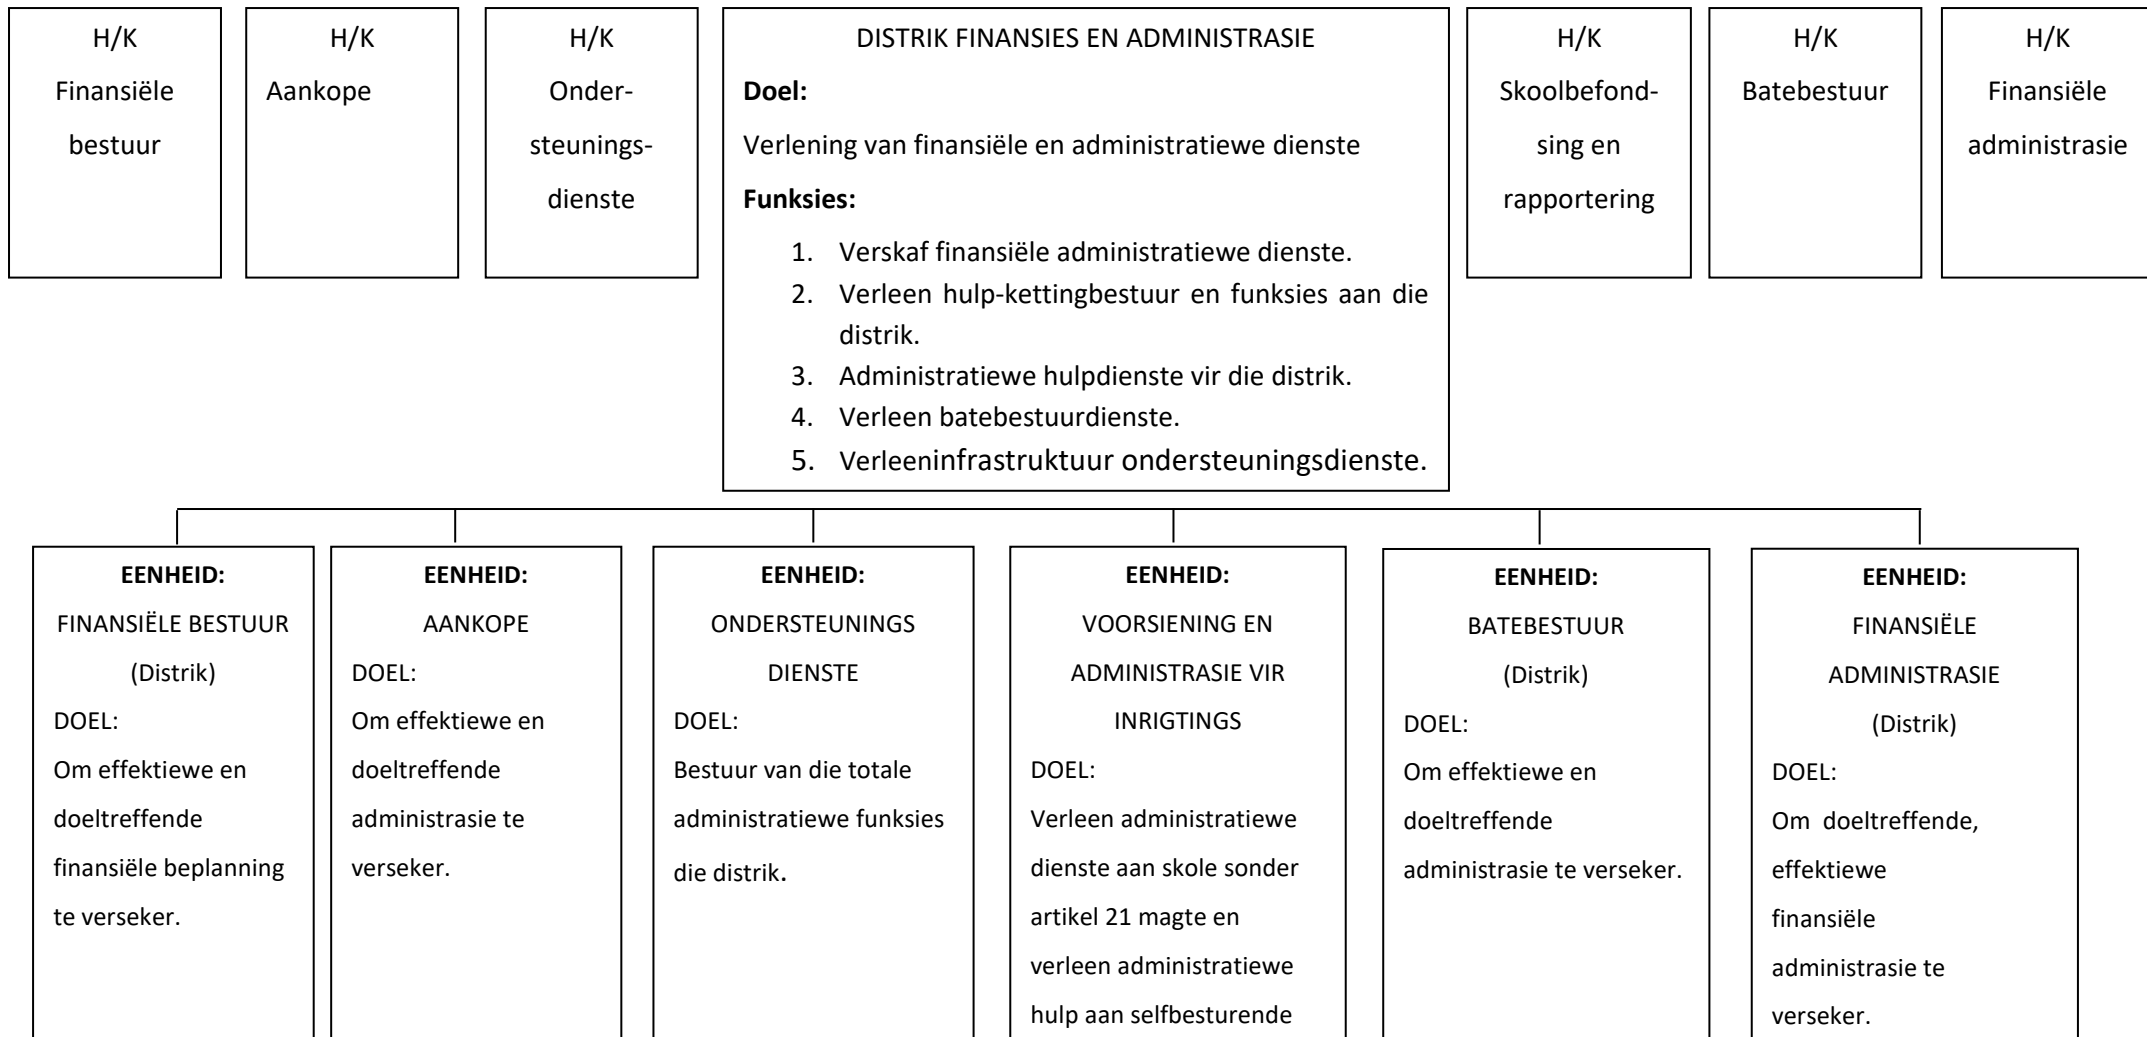 H/K
Finansiële
bestuur
H/K
Aankope
H/K
Onder-
steunings-
dienste
DISTRIK FINANSIES EN ADMINISTRASIE
Doel:
Verlening van finansiële en administratiewe dienste
Funksies:
1. Verskaf finansiële administratiewe dienste.
2. Verleen hulp-kettingbestuur en funksies aan die
distrik.
3. Administratiewe hulpdienste vir die distrik.
4. Verleen batebestuurdienste.
5. Verleeninfrastruktuur ondersteuningsdienste.
H/K
Skoolbefond-
sing en
rapportering
H/K
Batebestuur
H/K
Finansiële
administrasie
EENHEID:
FINANSIËLE BESTUUR
(Distrik)
DOEL:
Om effektiewe en
doeltreffende
finansiële beplanning
te verseker.
EENHEID:
AANKOPE
DOEL:
Om effektiewe en
doeltreffende
administrasie te
verseker.
EENHEID:
ONDERSTEUNINGS
DIENSTE
DOEL:
Bestuur van die totale
administratiewe funksies
die distrik.
EENHEID:
VOORSIENING EN
ADMINISTRASIE VIR
INRIGTINGS
DOEL:
Verleen administratiewe
dienste aan skole sonder
artikel 21 magte en
verleen administratiewe
hulp aan selfbesturende
EENHEID:
BATEBESTUUR
(Distrik)
DOEL:
Om effektiewe en
doeltreffende
administrasie te verseker.
EENHEID:
FINANSIËLE
ADMINISTRASIE
(Distrik)
DOEL:
Om doeltreffende,
effektiewe
finansiële
administrasie te
verseker.